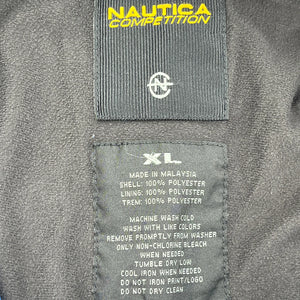 NAUTICA
COMPETITION
N
XL
MADE IN MALAYSIA
SHELL: 100% POLYESTER
LINING: 100% POLYESTER
TRIM: 100% POLYESTER
MACHINE WASH COLD
WASH WITH LIKE COLORS
REMOVE PROMPTLY FROM WASHER
ONLY NON-CHLORINE BLEACH
WHEN NEEDED
TUMBLE DRY LOW
COOL IRON WHEN NEEDED
DO NOT IRON PRINT/LOGO
DO NOT DRY CLEAN